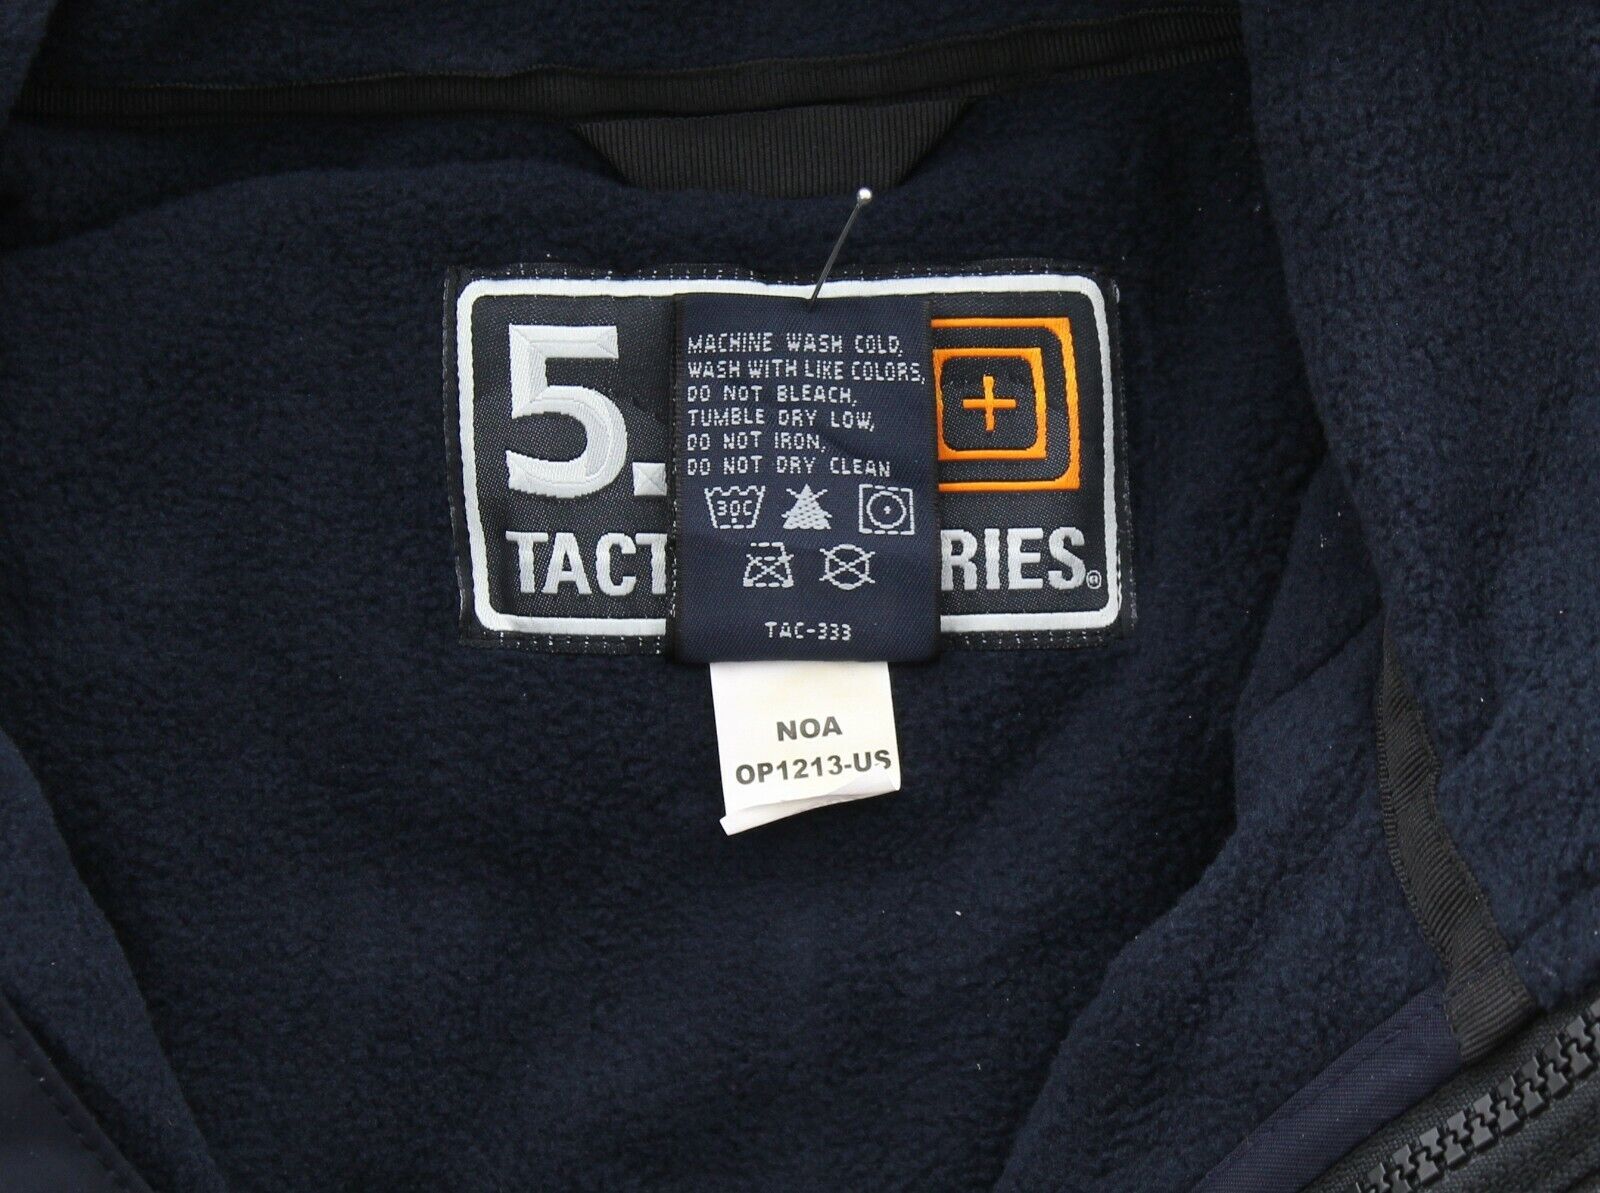 5.
TACT RIES.®
MACHINE WASH COLD,
WASH WITH LIKE COLORS,
DO NOT BLEACH,
TUMBLE DRY LOW,
DO NOT IRON,
DO NOT DRY CLEAN
30C
TAC-333
NOA
OP1213-US